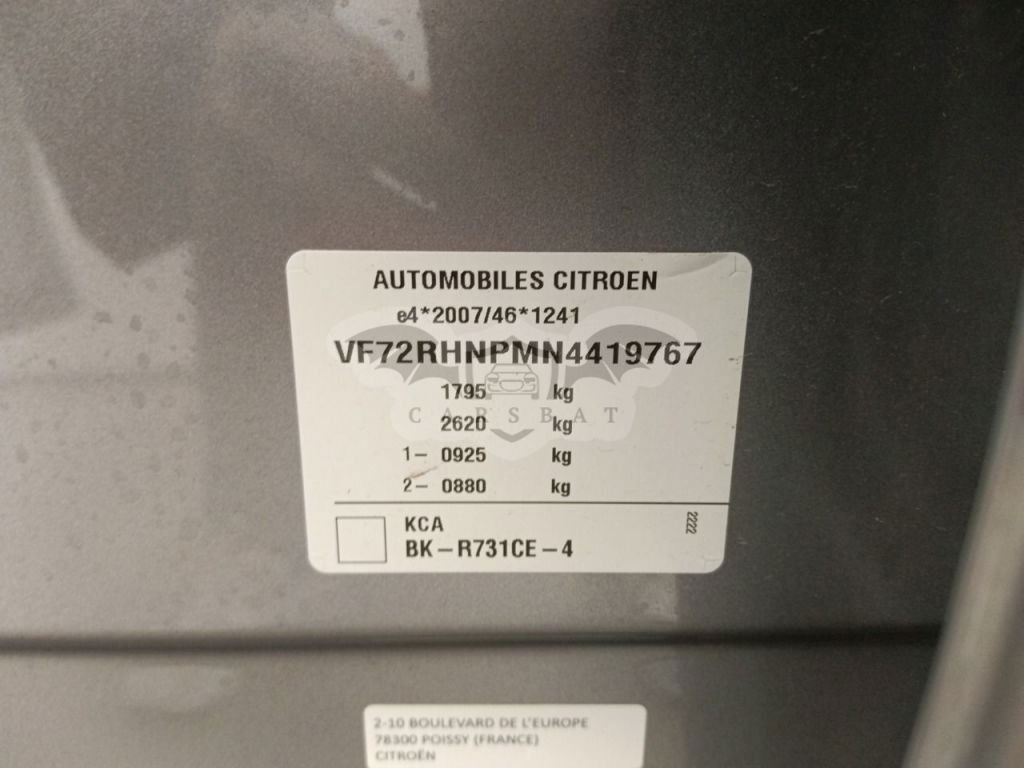 AUTOMOBILES CITROEN
e4*2007/46*1241
VF72RHNPMN4419767
1795 kg
CARSBAT
2620 kg
1- 0925 kg
2- 0880 kg
KCA
2222
BK-R731CE-4
2-10 BOULEVARD DE L'EUROPE
78300 POISSY (FRANCE)
CITROËN